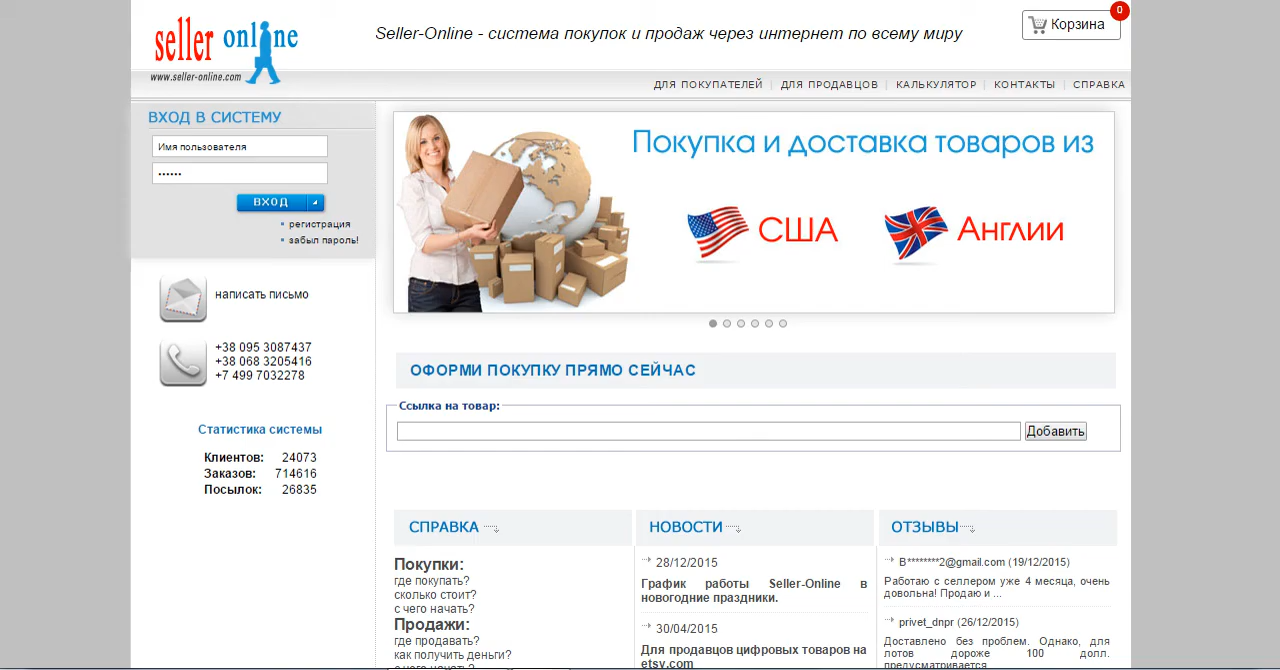 seller online
www.seller-online.com
Seller-Online - система покупок и продаж через интернет по всему миру
Корзина
0
ДЛЯ ПОКУПАТЕЛЕЙ | ДЛЯ ПРОДАВЦОВ | КАЛЬКУЛЯТОР | КОНТАКТЫ | СПРАВКА
ВХОД В СИСТЕМУ
Имя пользователя
••••••
ВХОД
регистрация
забыл пароль!
написать письмо
+38 095 3087437
+38 068 3205416
+7 499 7032278
Статистика системы
Клиентов: 24073
Заказов: 714616
Посылок: 26835
Покупка и доставка товаров из
США
Англии
ОФОРМИ ПОКУПКУ ПРЯМО СЕЙЧАС
Ссылка на товар:
Добавить
СПРАВКА
Покупки:
где покупать?
сколько стоит?
с чего начать?
Продажи:
где продавать?
как получить деньги?
с чего начать?
НОВОСТИ
28/12/2015
График работы Seller-Online в
новогодние праздники.
30/04/2015
Для продавцов цифровых товаров на
etsy.com
ОТЗЫВЫ
B********2@gmail.com (19/12/2015)
Работаю с селлером уже 4 месяца, очень
довольна! Продаю и ...
privet_dnpr (26/12/2015)
Доставлено без проблем. Однако, для
лотов дороже 100 долл.
предусматривается